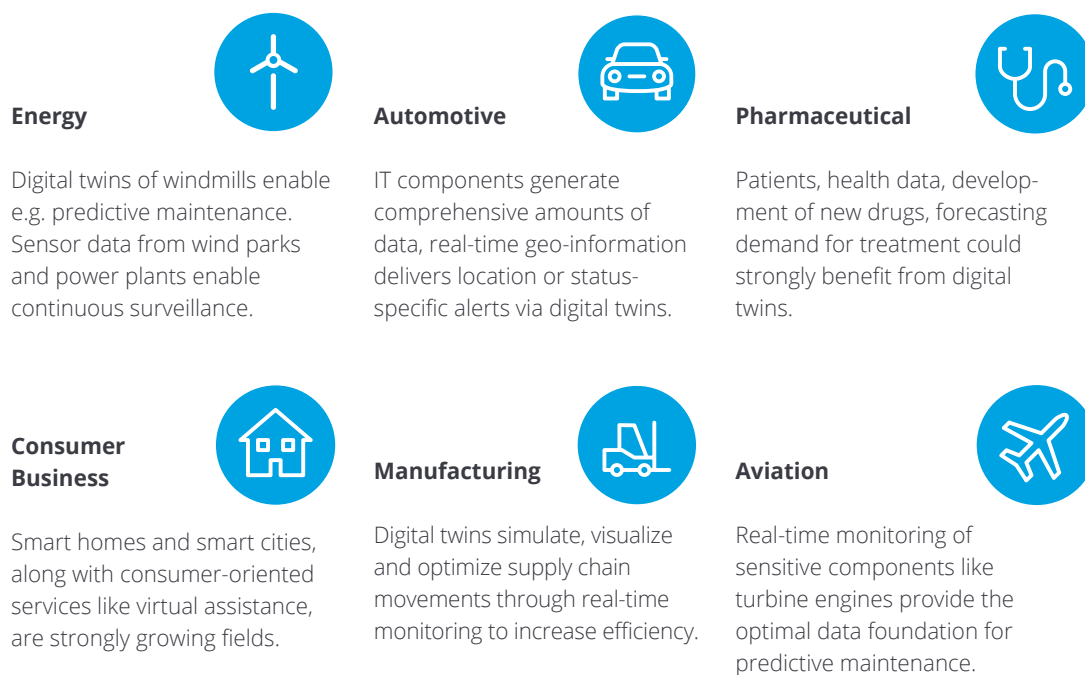 Energy
Digital twins of windmills enable
e.g. predictive maintenance.
Sensor data from wind parks
and power plants enable
continuous surveillance.
Automotive
IT components generate
comprehensive amounts of
data, real-time geo-information
delivers location or status-
specific alerts via digital twins.
Pharmaceutical
Patients, health data, develop-
ment of new drugs, forecasting
demand for treatment could
strongly benefit from digital
twins.
Consumer
Business
Smart homes and smart cities,
along with consumer-oriented
services like virtual assistance,
are strongly growing fields.
Manufacturing
Digital twins simulate, visualize
and optimize supply chain
movements through real-time
monitoring to increase efficiency.
Aviation
Real-time monitoring of
sensitive components like
turbine engines provide the
optimal data foundation for
predictive maintenance.